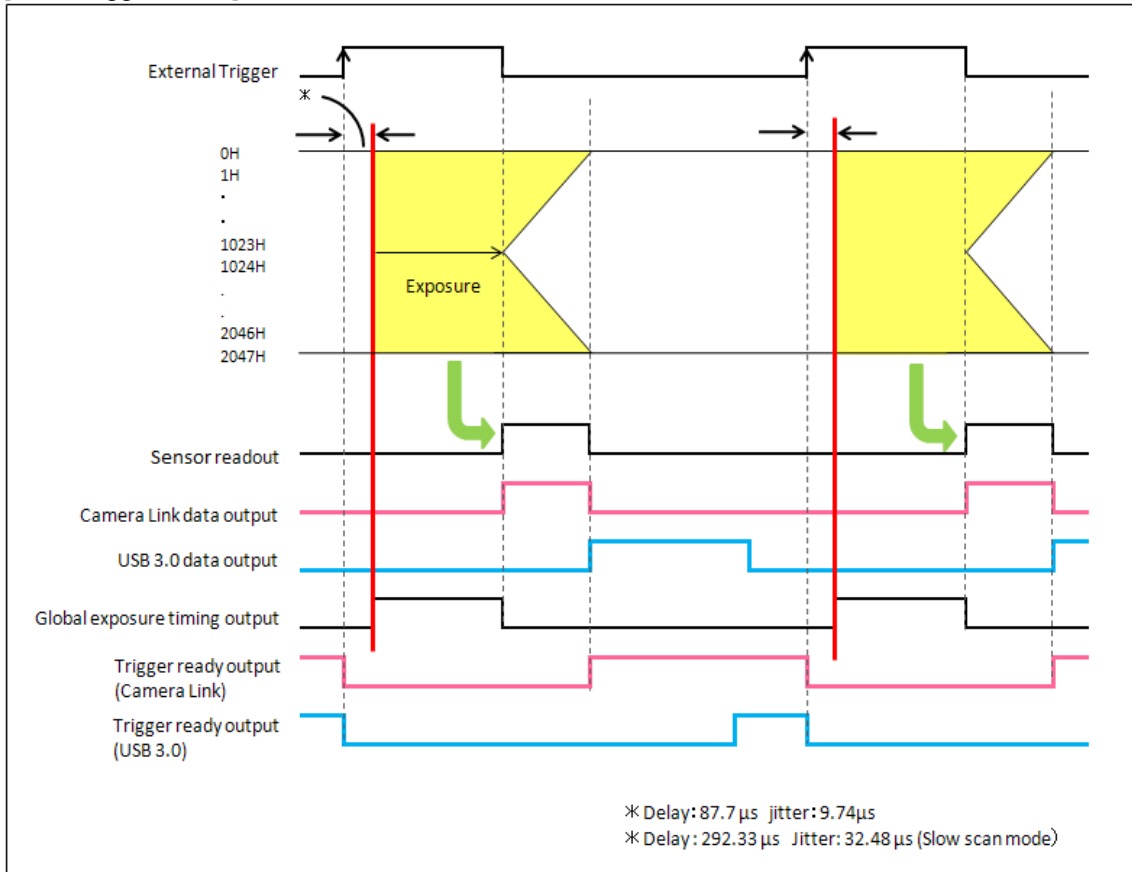 External Trigger
✳
0H
1H
.
.
1023H
1024H
.
.
2046H
2047H
Exposure
Sensor readout
Camera Link data output
USB 3.0 data output
Global exposure timing output
Trigger ready output
(Camera Link)
Trigger ready output
(USB 3.0)
✳ Delay: 87.7 μs jitter: 9.74μs
✳ Delay : 292.33 μs Jitter: 32.48 μs (Slow scan mode)